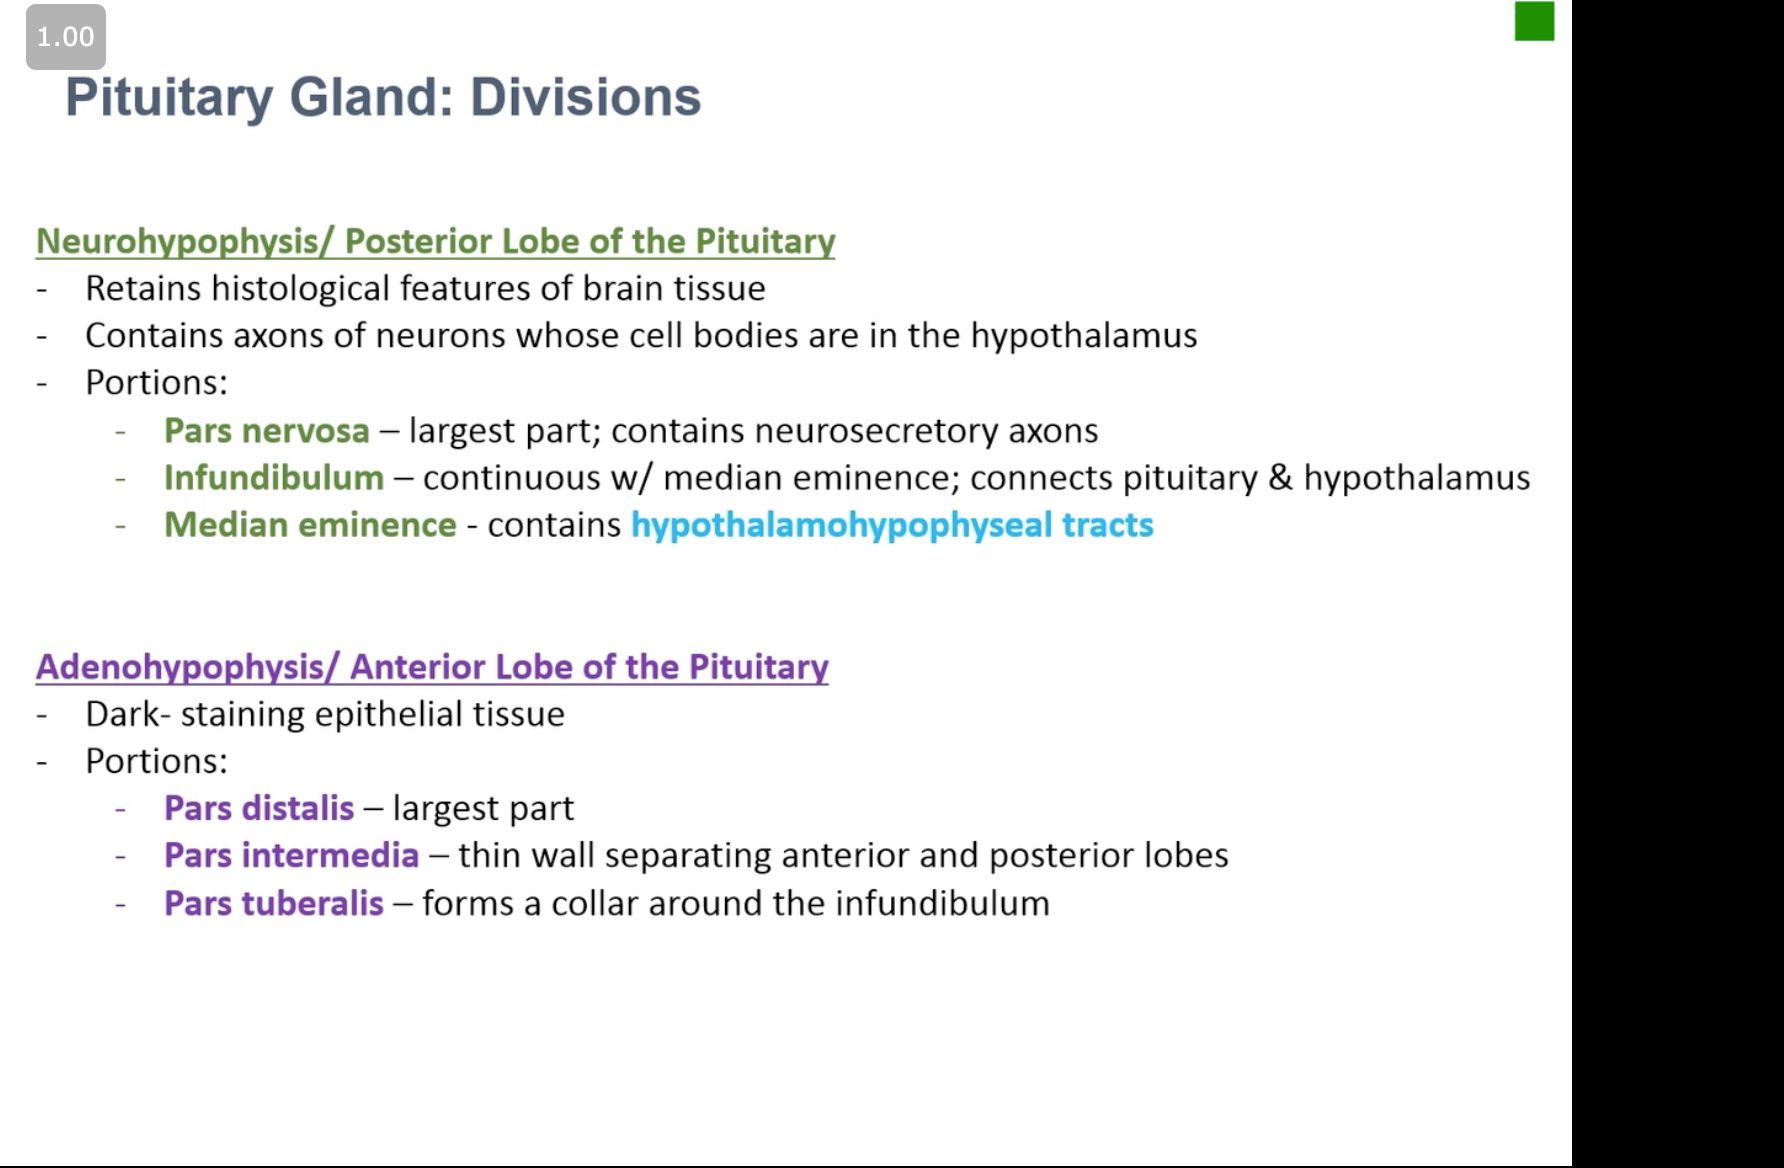 1.00
Pituitary Gland: Divisions
Neurohypophysis/ Posterior Lobe of the Pituitary
- Retains histological features of brain tissue
- Contains axons of neurons whose cell bodies are in the hypothalamus
- Portions:
- Pars nervosa – largest part; contains neurosecretory axons
- Infundibulum – continuous w/ median eminence; connects pituitary & hypothalamus
- Median eminence - contains hypothalamohypophyseal tracts
Adenohypophysis/ Anterior Lobe of the Pituitary
- Dark- staining epithelial tissue
- Portions:
- Pars distalis – largest part
- Pars intermedia – thin wall separating anterior and posterior lobes
- Pars tuberalis – forms a collar around the infundibulum